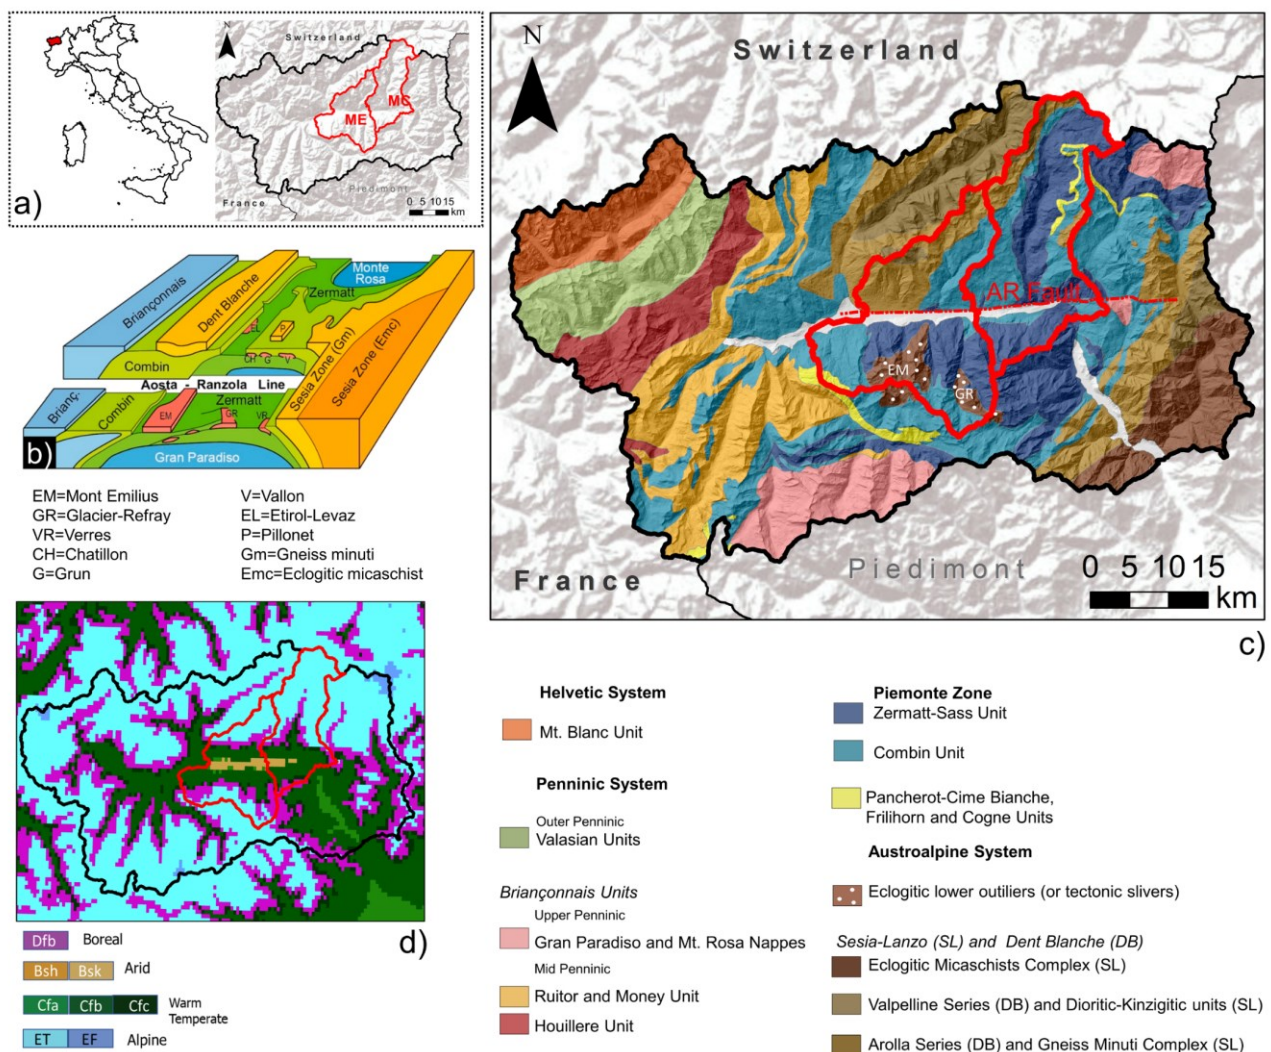 N
Switzerland
MC
ME
Piedimont
France
0 5 10 15
km
a)
N
Switzerland
AR Fault
EM
GR
France
Piedimont
0 5 10 15
km
c)
Briançonnais
Dent Blanche
Monte
Rosa
Zermatt
EL
P
CH G
Combin
Sesia Zone (Gm)
Sesia Zone (Emc)
Aosta - Ranzola Line
Brianç-
Combin
Zermatt
EM
GR
VR
Gran Paradiso
b)
EM=Mont Emilius
GR=Glacier-Refray
VR=Verres
CH=Chatillon
G=Grun
V=Vallon
EL=Etirol-Levaz
P=Pillonet
Gm=Gneiss minuti
Emc=Eclogitic micaschist
d)
Dfb Boreal
Bsh Bsk Arid
Cfa Cfb Cfc Warm
Temperate
ET EF Alpine
Helvetic System
Mt. Blanc Unit
Penninic System
Outer Penninic
Valasian Units
Briançonnais Units
Upper Penninic
Gran Paradiso and Mt. Rosa Nappes
Mid Penninic
Ruitor and Money Unit
Houillere Unit
Piemonte Zone
Zermatt-Sass Unit
Combin Unit
Pancherot-Cime Bianche,
Frilihorn and Cogne Units
Austroalpine System
Eclogitic lower outiliers (or tectonic slivers)
Sesia-Lanzo (SL) and Dent Blanche (DB)
Eclogitic Micaschists Complex (SL)
Valpelline Series (DB) and Dioritic-Kinzigitic units (SL)
Arolla Series (DB) and Gneiss Minuti Complex (SL)